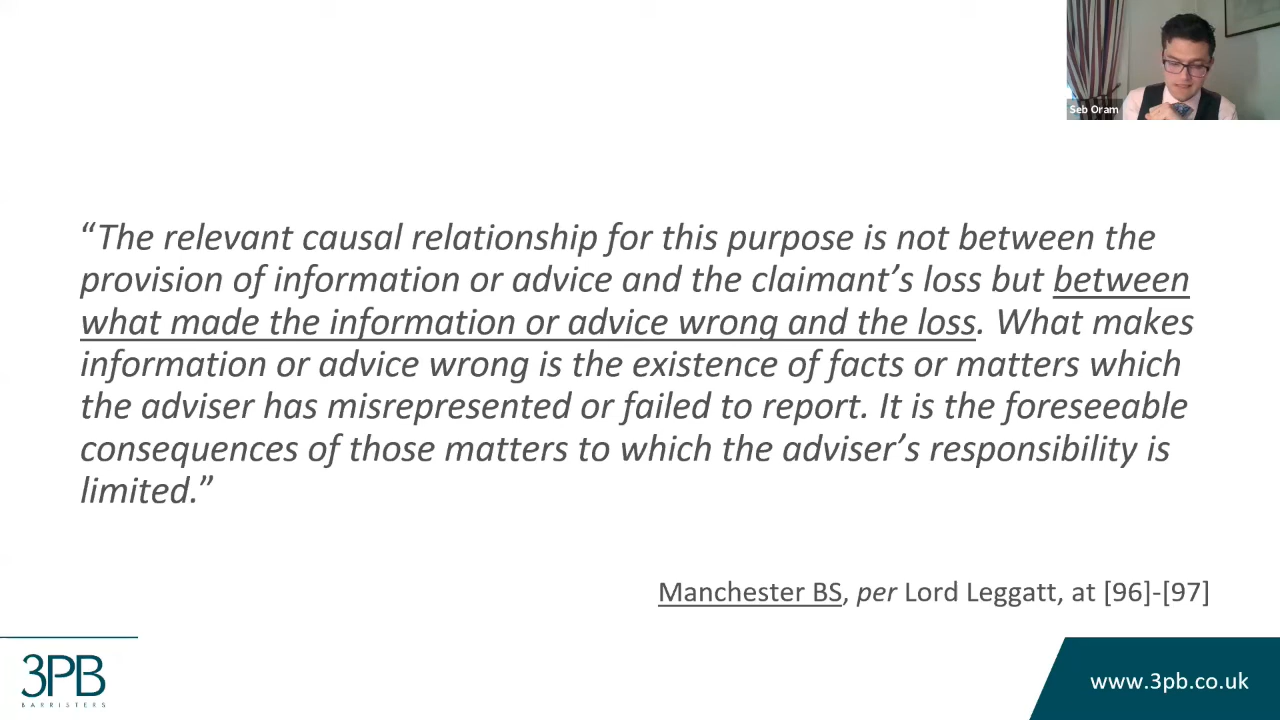 Seb Oram
“The relevant causal relationship for this purpose is not between the
provision of information or advice and the claimant’s loss but between
what made the information or advice wrong and the loss. What makes
information or advice wrong is the existence of facts or matters which
the adviser has misrepresented or failed to report. It is the foreseeable
consequences of those matters to which the adviser’s responsibility is
limited.”
Manchester BS, per Lord Leggatt, at [96]-[97]
3PB
BARRISTERS
www.3pb.co.uk